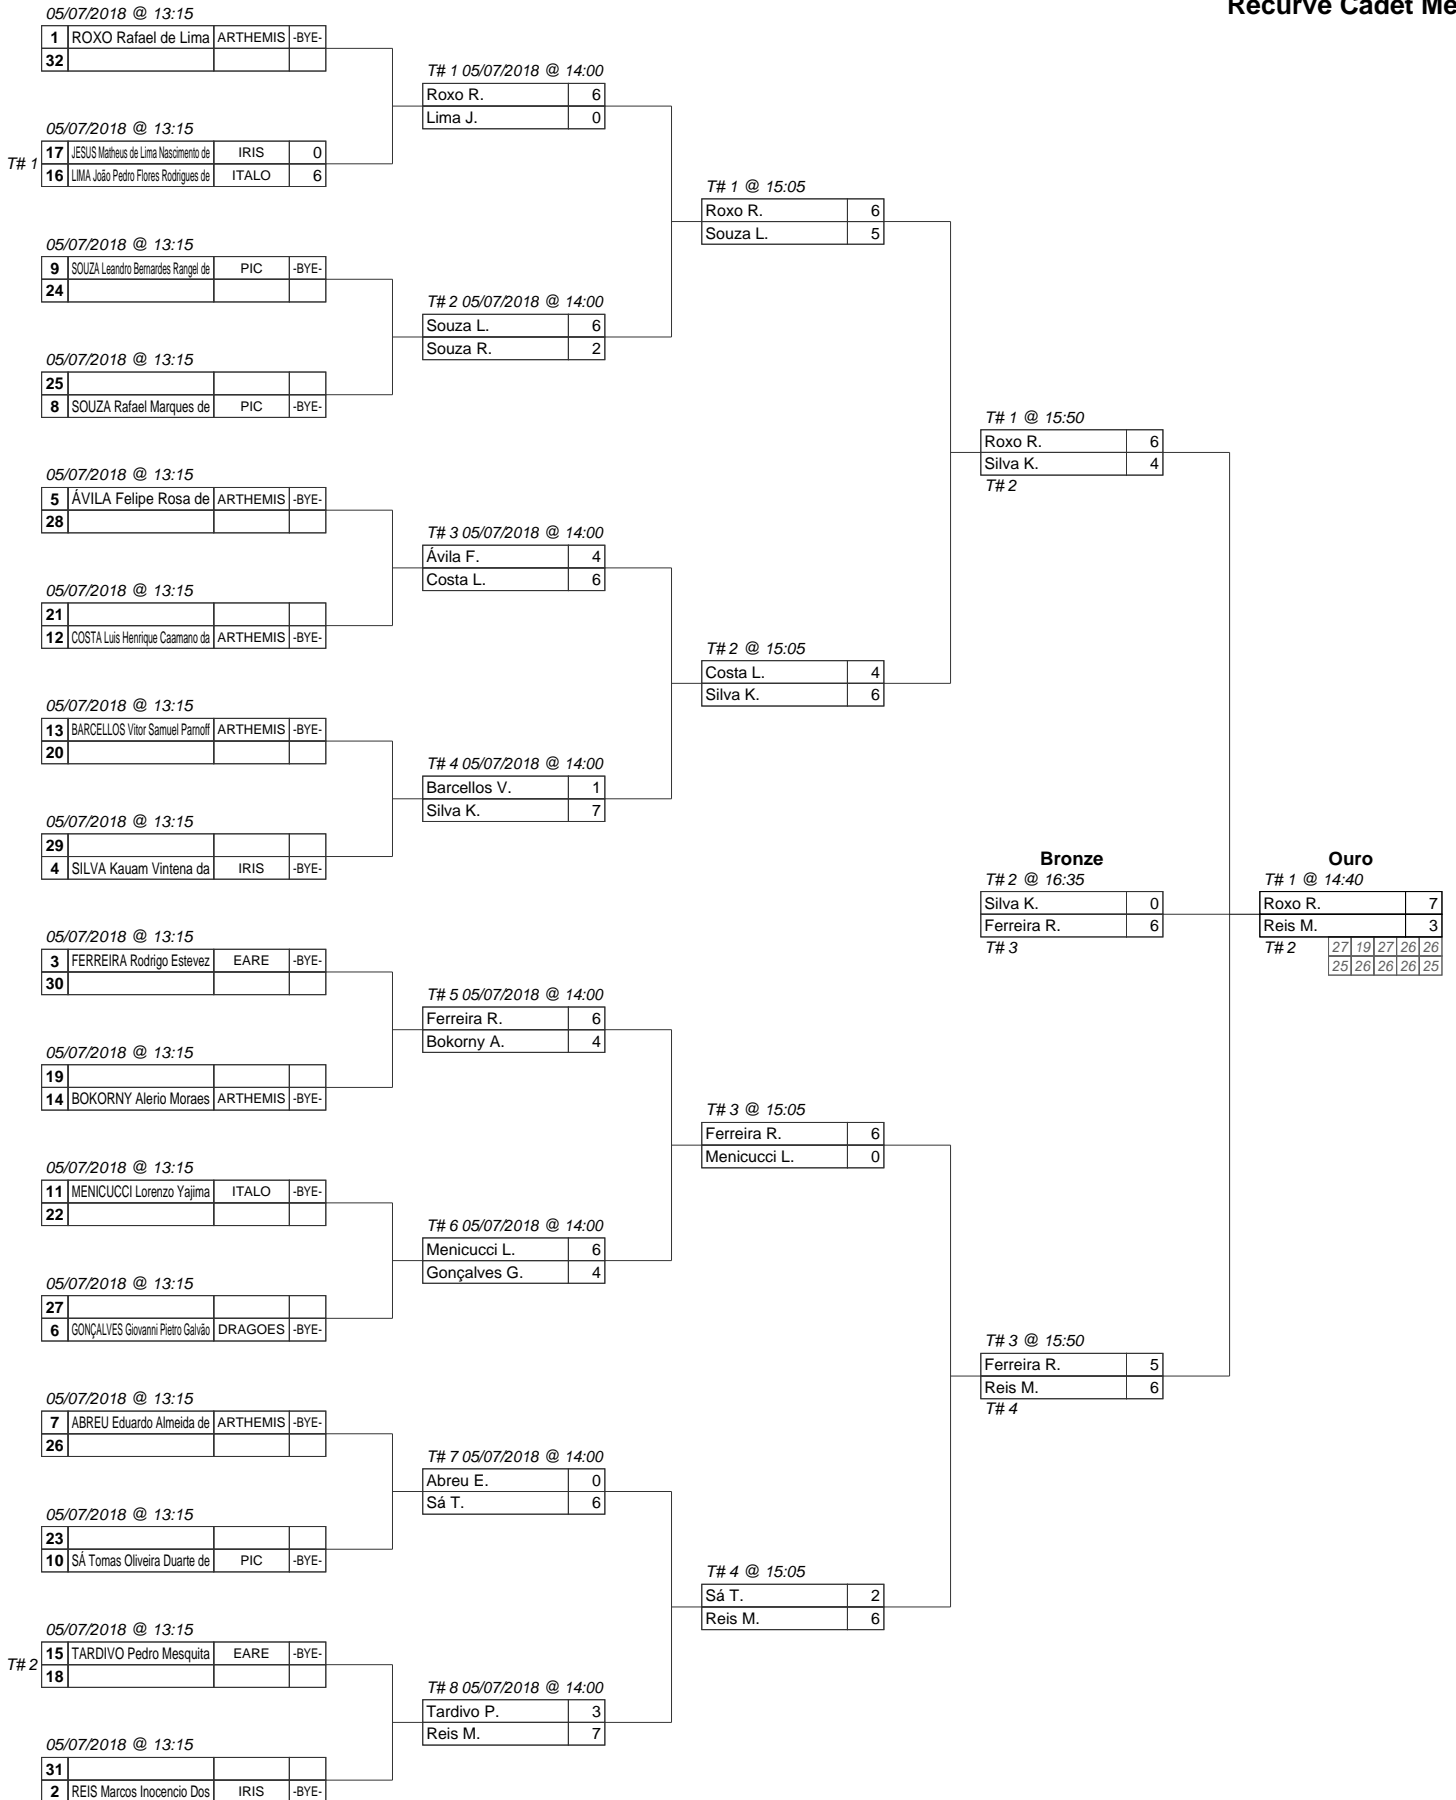 Recurve Cadet Me
05/07/2018 @ 13:15
1 ROXO Rafael de Lima ARTHEMIS -BYE-
32
T# 1 05/07/2018 @ 14:00
Roxo R. 6
Lima J. 0
05/07/2018 @ 13:15
T# 1
17 JESUS Matheus de Lima Nascimento de IRIS 0
16 LIMA João Pedro Flores Rodrigues de ITALO 6
T# 1 @ 15:05
Roxo R. 6
Souza L. 5
05/07/2018 @ 13:15
9 SOUZA Leandro Bernardes Rangel de PIC -BYE-
24
T# 2 05/07/2018 @ 14:00
Souza L. 6
Souza R. 2
05/07/2018 @ 13:15
25
8 SOUZA Rafael Marques de PIC -BYE-
T# 1 @ 15:50
Roxo R. 6
Silva K. 4
T# 2
05/07/2018 @ 13:15
5 ÁVILA Felipe Rosa de ARTHEMIS -BYE-
28
T# 3 05/07/2018 @ 14:00
Ávila F. 4
Costa L. 6
05/07/2018 @ 13:15
21
12 COSTA Luis Henrique Caamano da ARTHEMIS -BYE-
T# 2 @ 15:05
Costa L. 4
Silva K. 6
05/07/2018 @ 13:15
13 BARCELLOS Vitor Samuel Parnoff ARTHEMIS -BYE-
20
T# 4 05/07/2018 @ 14:00
Barcellos V. 1
Silva K. 7
05/07/2018 @ 13:15
29
4 SILVA Kauam Vintena da IRIS -BYE-
Bronze
T# 2 @ 16:35
Silva K. 0
Ferreira R. 6
T# 3
Ouro
T# 1 @ 14:40
Roxo R. 7
Reis M. 3
T# 2 27 19 27 26 26
25 26 26 26 25
05/07/2018 @ 13:15
3 FERREIRA Rodrigo Estevez EARE -BYE-
30
T# 5 05/07/2018 @ 14:00
Ferreira R. 6
Bokorny A. 4
05/07/2018 @ 13:15
19
14 BOKORNY Alerio Moraes ARTHEMIS -BYE-
T# 3 @ 15:05
Ferreira R. 6
Menicucci L. 0
05/07/2018 @ 13:15
11 MENICUCCI Lorenzo Yajima ITALO -BYE-
22
T# 6 05/07/2018 @ 14:00
Menicucci L. 6
Gonçalves G. 4
05/07/2018 @ 13:15
27
6 GONÇALVES Giovanni Pietro Galvão DRAGOES -BYE-
T# 3 @ 15:50
Ferreira R. 5
Reis M. 6
T# 4
05/07/2018 @ 13:15
7 ABREU Eduardo Almeida de ARTHEMIS -BYE-
26
T# 7 05/07/2018 @ 14:00
Abreu E. 0
Sá T. 6
05/07/2018 @ 13:15
23
10 SÁ Tomas Oliveira Duarte de PIC -BYE-
T# 4 @ 15:05
Sá T. 2
Reis M. 6
05/07/2018 @ 13:15
T# 2
15 TARDIVO Pedro Mesquita EARE -BYE-
18
T# 8 05/07/2018 @ 14:00
Tardivo P. 3
Reis M. 7
05/07/2018 @ 13:15
31
2 REIS Marcos Inocencio Dos IRIS -BYE-